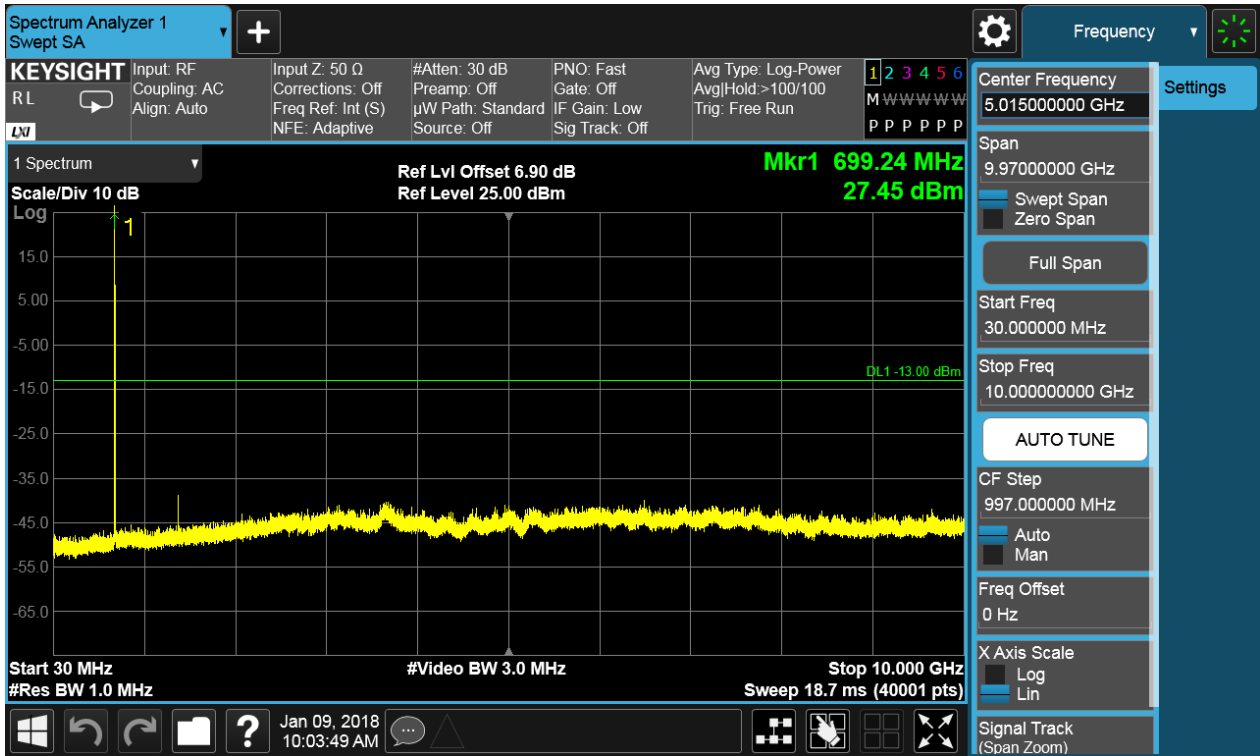 Spectrum Analyzer 1
Swept SA
+
Frequency
KEYSIGHT
R L
LXI
Input: RF
Coupling: AC
Align: Auto
Input Z: 50 Ω
Corrections: Off
Freq Ref: Int (S)
NFE: Adaptive
#Atten: 30 dB
Preamp: Off
µW Path: Standard
Source: Off
PNO: Fast
Gate: Off
IF Gain: Low
Sig Track: Off
Avg Type: Log-Power
Avg|Hold:>100/100
Trig: Free Run
1 2 3 4 5 6
M W W W W W
P P P P P P
1 Spectrum
Scale/Div 10 dB
Log
Ref Lvl Offset 6.90 dB
Ref Level 25.00 dBm
Mkr1 699.24 MHz
27.45 dBm
1
15.0
5.00
-5.00
-15.0
-25.0
-35.0
-45.0
-55.0
-65.0
DL1 -13.00 dBm
Start 30 MHz
#Video BW 3.0 MHz
Stop 10.000 GHz
#Res BW 1.0 MHz
Sweep 18.7 ms (40001 pts)
Center Frequency
5.015000000 GHz
Span
9.97000000 GHz
Swept Span
Zero Span
Full Span
Start Freq
30.000000 MHz
Stop Freq
10.000000000 GHz
AUTO TUNE
CF Step
997.000000 MHz
Auto
Man
Freq Offset
0 Hz
X Axis Scale
Log
Lin
Signal Track
(Span Zoom)
Settings
?
Jan 09, 2018
10:03:49 AM